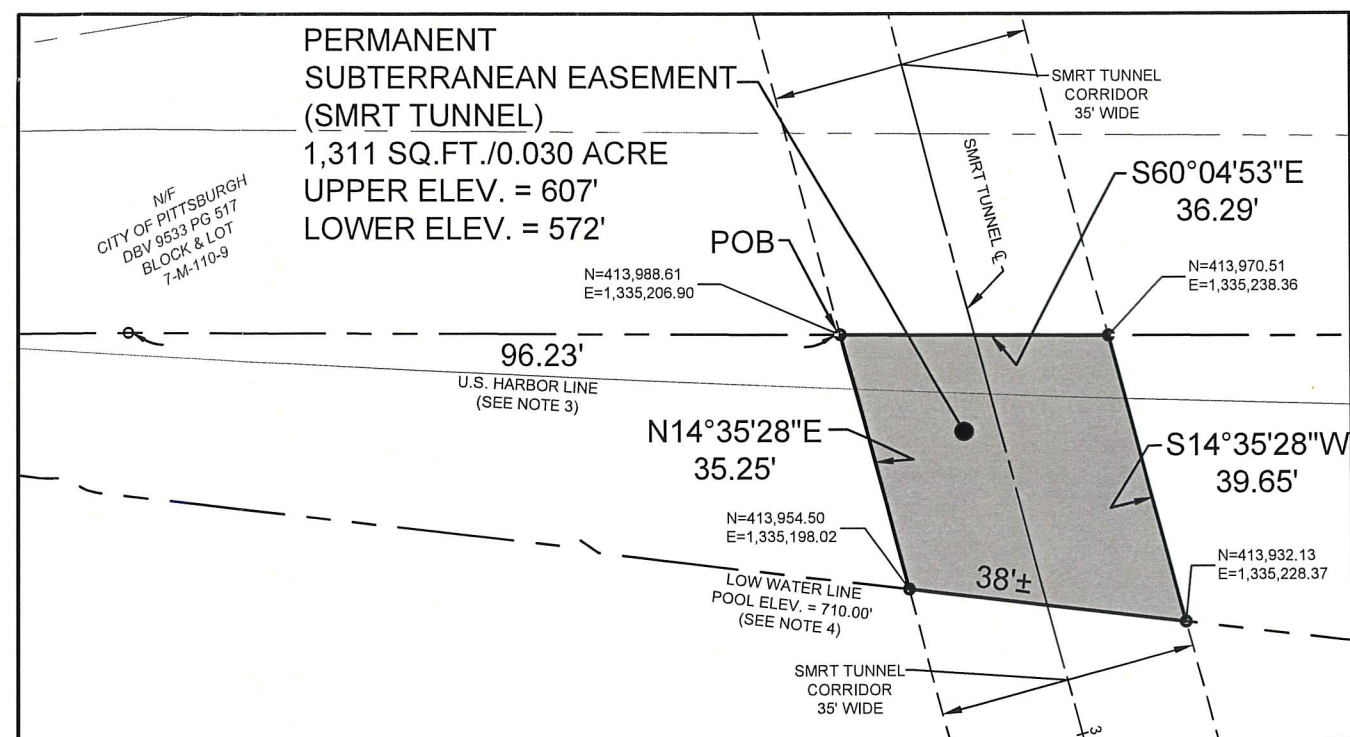 PERMANENT
SUBTERRANEAN EASEMENT
(SMRT TUNNEL)
1,311 SQ.FT./0.030 ACRE
UPPER ELEV. = 607'
LOWER ELEV. = 572'
SMRT TUNNEL
CORRIDOR
35' WIDE
N/F
CITY OF PITTSBURGH
DBV 9533 PG 517
BLOCK & LOT
7-M-110-9
SMRT TUNNEL ℄
S60°04'53"E
36.29'
POB
N=413,988.61
E=1,335,206.90
N=413,970.51
E=1,335,238.36
96.23'
U.S. HARBOR LINE
(SEE NOTE 3)
N14°35'28"E
35.25'
S14°35'28"W
39.65'
N=413,954.50
E=1,335,198.02
N=413,932.13
E=1,335,228.37
38'±
LOW WATER LINE
POOL ELEV. = 710.00'
(SEE NOTE 4)
SMRT TUNNEL
CORRIDOR
35' WIDE
3